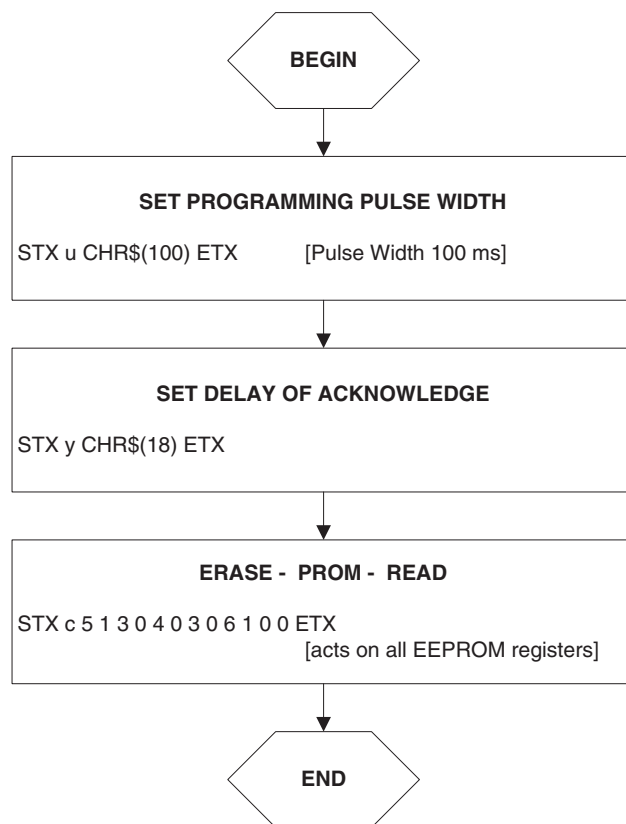 BEGIN
SET PROGRAMMING PULSE WIDTH
STX u CHR$(100) ETX [Pulse Width 100 ms]
SET DELAY OF ACKNOWLEDGE
STX y CHR$(18) ETX
ERASE - PROM - READ
STX c 5 1 3 0 4 0 3 0 6 1 0 0 ETX
[acts on all EEPROM registers]
END